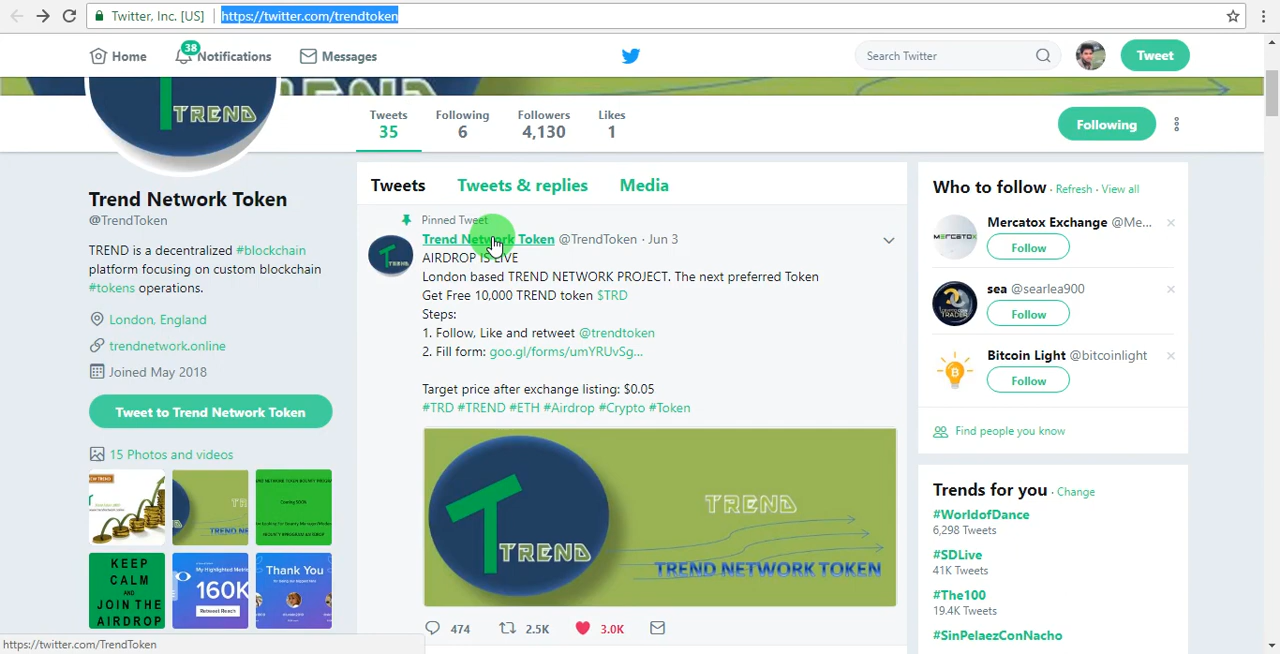 Twitter, Inc. [US]
https://twitter.com/trendtoken
Home
38
Notifications
Messages
Search Twitter
Tweet
TREND
Tweets
35
Following
6
Followers
4,130
Likes
1
Following
Trend Network Token
@TrendToken
TREND is a decentralized #blockchain
platform focusing on custom blockchain
#tokens operations.
London, England
trendnetwork.online
Joined May 2018
Tweet to Trend Network Token
15 Photos and videos
KEEP
CALM
AND
JOIN THE
AIRDROP
My Highlighted Metric
160K
Retweet Reach
Thank You
Tweets
Tweets & replies
Media
Pinned Tweet
Trend Network Token @TrendToken · Jun 3
AIRDROP IS LIVE
London based TREND NETWORK PROJECT. The next preferred Token
Get Free 10,000 TREND token $TRD
Steps:
1. Follow, Like and retweet @trendtoken
2. Fill form: goo.gl/forms/umYRUvSg...
Target price after exchange listing: $0.05
#TRD #TREND #ETH #Airdrop #Crypto #Token
T TREND
TREND
TREND NETWORK TOKEN
474
2.5K
3.0K
Who to follow · Refresh · View all
Mercatox Exchange @Me...
Follow
sea @searlea900
Follow
Bitcoin Light @bitcoinlight
Follow
Find people you know
Trends for you · Change
#WorldofDance
6,298 Tweets
#SDLive
41K Tweets
#The100
19.4K Tweets
#SinPelaezConNacho
https://twitter.com/TrendToken